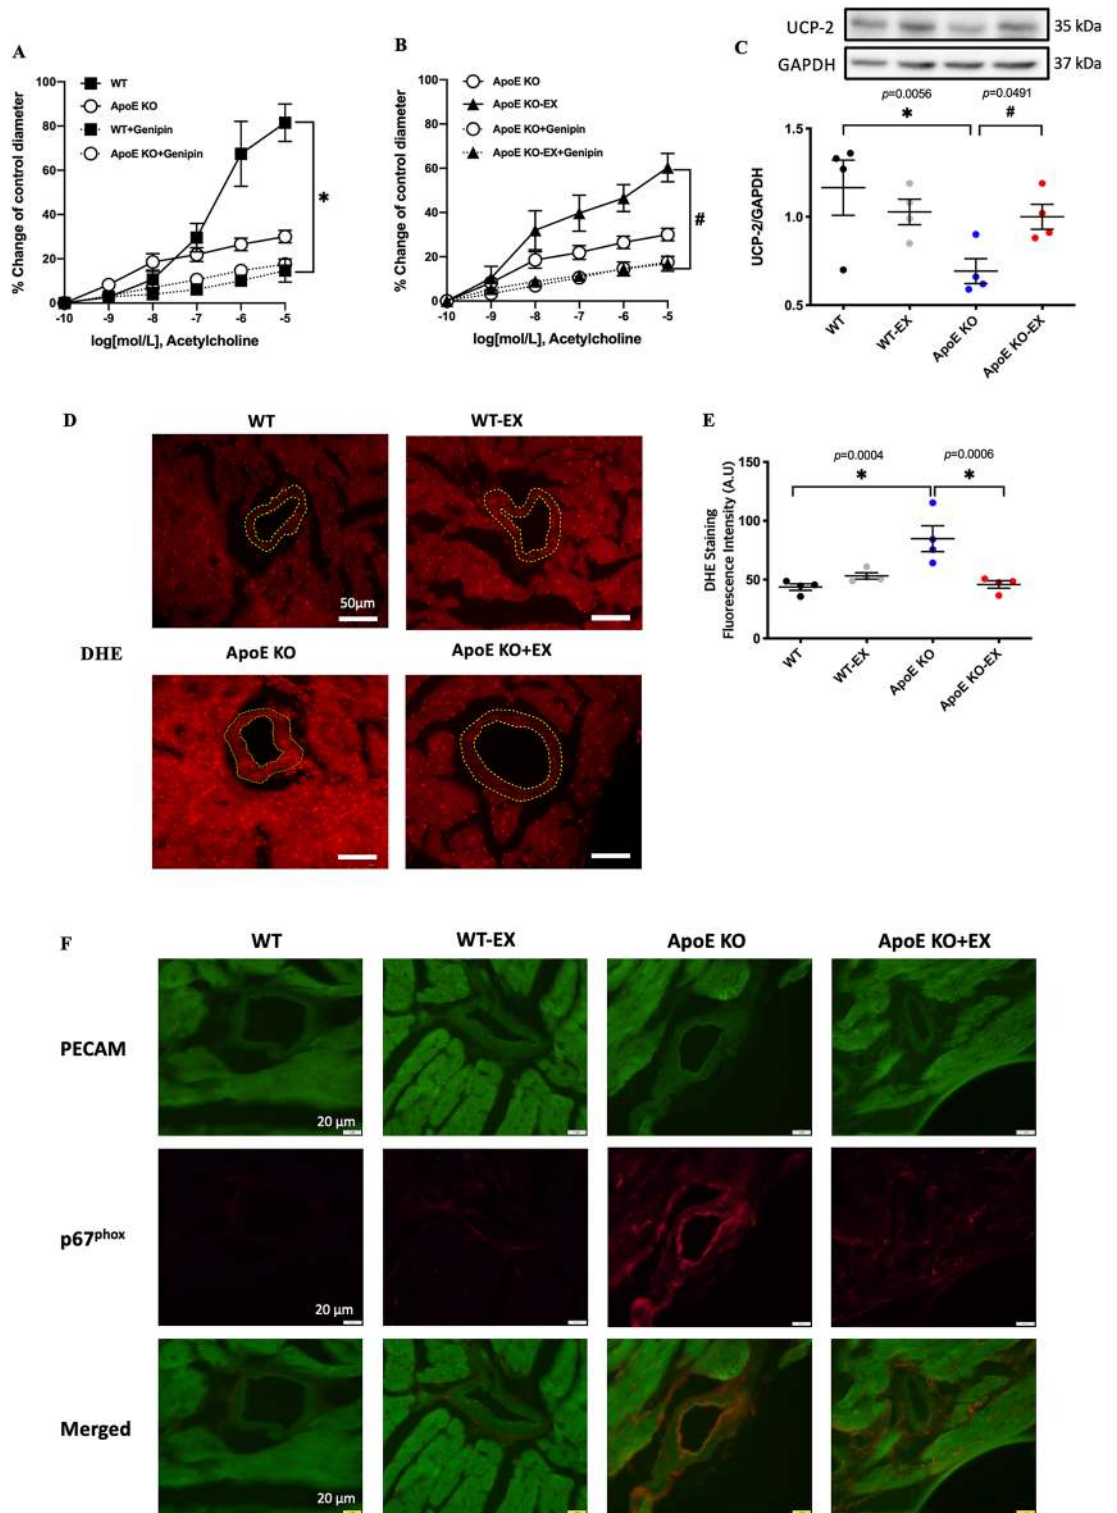 A
% Change of control diameter
100
80
60
40
20
0
WT
ApoE KO
WT+Genipin
ApoE KO+Genipin
*
-10 -9 -8 -7 -6 -5
log[mol/L], Acetylcholine
B
% Change of control diameter
100
80
60
40
20
0
ApoE KO
ApoE KO-EX
ApoE KO+Genipin
ApoE KO-EX+Genipin
#
-10 -9 -8 -7 -6 -5
log[mol/L], Acetylcholine
C
UCP-2 35 kDa
GAPDH 37 kDa
p=0.0056 p=0.0491
* #
UCP-2/GAPDH
1.5
1.0
0.5
WT WT-EX ApoE KO ApoE KO-EX
D
WT WT-EX
50μm
DHE
ApoE KO ApoE KO+EX
E
p=0.0004 p=0.0006
* *
DHE Staining
Fluorescence Intensity (A.U)
150
100
50
0
WT WT-EX ApoE KO ApoE KO-EX
F
WT WT-EX ApoE KO ApoE KO+EX
PECAM
20 μm
p67phox
20 μm
Merged
20 μm